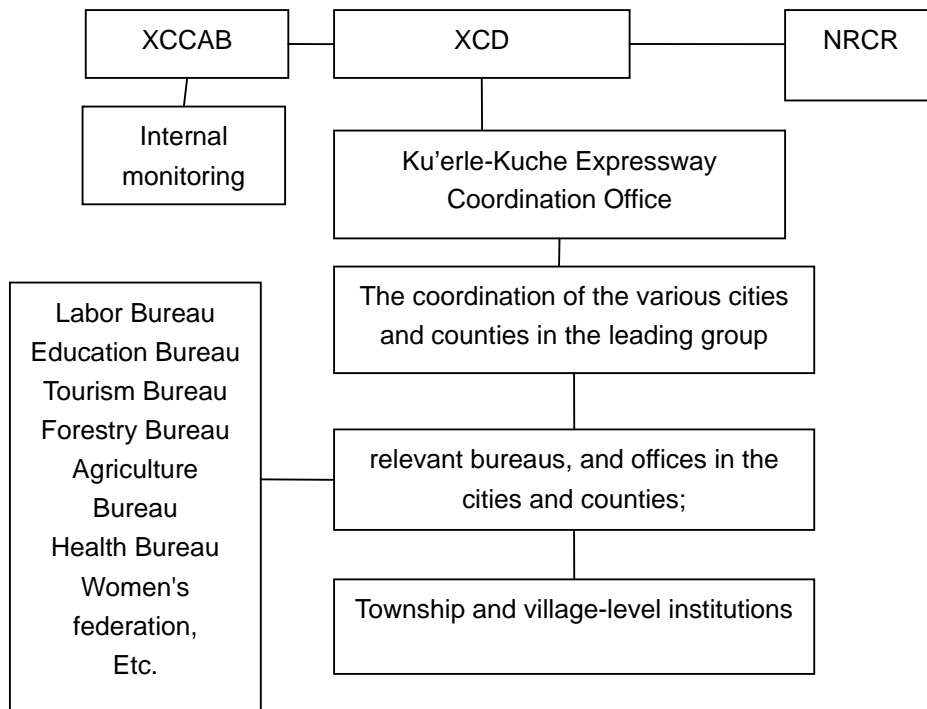 XCCAB
XCD
NRCR
Internal
monitoring
Ku’erle-Kuche Expressway
Coordination Office
The coordination of the various cities
and counties in the leading group
Labor Bureau
Education Bureau
Tourism Bureau
Forestry Bureau
Agriculture
Bureau
Health Bureau
Women's
federation,
Etc.
relevant bureaus, and offices in the
cities and counties;
Township and village-level institutions